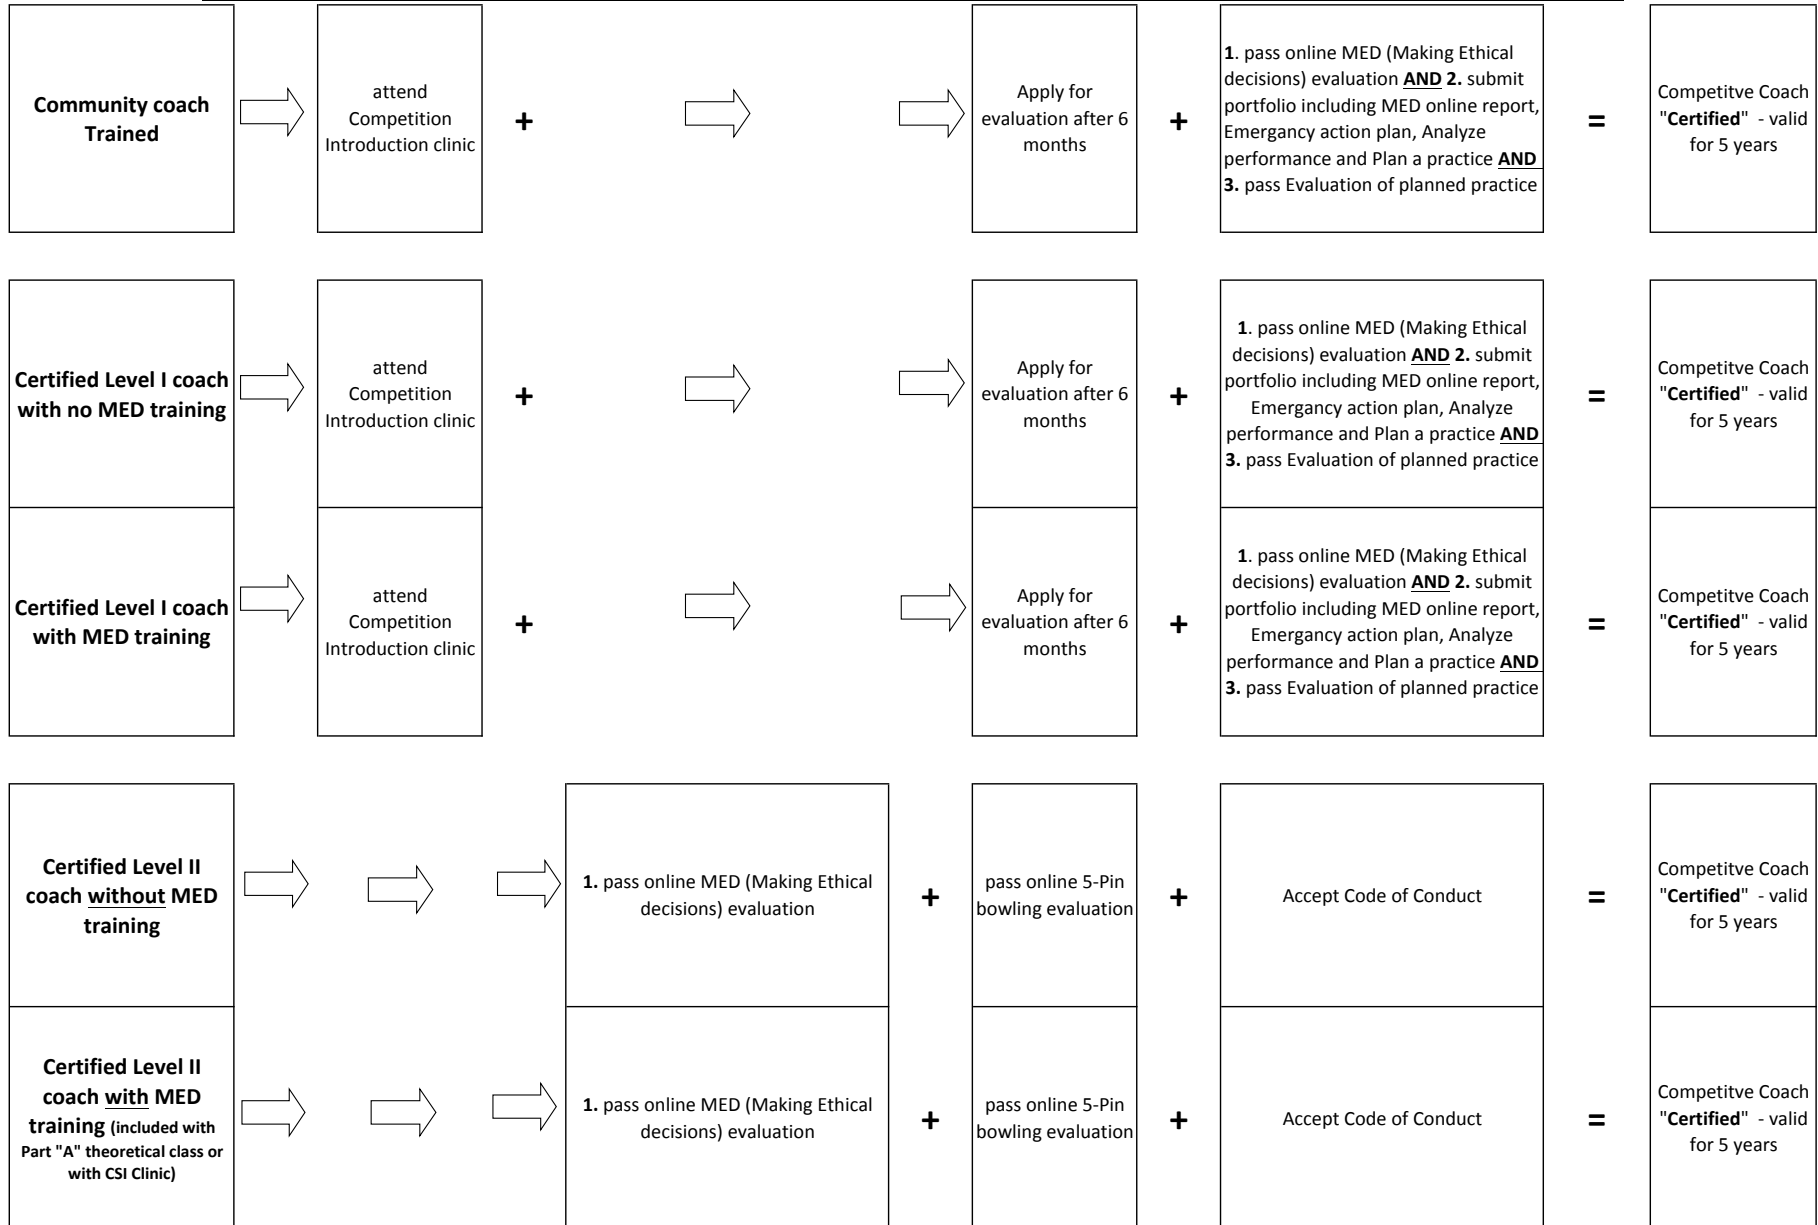 Community coach
Trained
attend
Competition
Introduction clinic
+
Apply for
evaluation after 6
months
+
1. pass online MED (Making Ethical
decisions) evaluation AND 2. submit
portfolio including MED online report,
Emergancy action plan, Analyze
performance and Plan a practice AND
3. pass Evaluation of planned practice
=
Competitve Coach
"Certified" - valid
for 5 years
Certified Level I coach
with no MED training
attend
Competition
Introduction clinic
+
Apply for
evaluation after 6
months
+
1. pass online MED (Making Ethical
decisions) evaluation AND 2. submit
portfolio including MED online report,
Emergancy action plan, Analyze
performance and Plan a practice AND
3. pass Evaluation of planned practice
=
Competitve Coach
"Certified" - valid
for 5 years
Certified Level I coach
with MED training
attend
Competition
Introduction clinic
+
Apply for
evaluation after 6
months
+
1. pass online MED (Making Ethical
decisions) evaluation AND 2. submit
portfolio including MED online report,
Emergancy action plan, Analyze
performance and Plan a practice AND
3. pass Evaluation of planned practice
=
Competitve Coach
"Certified" - valid
for 5 years
Certified Level II
coach without MED
training
1. pass online MED (Making Ethical
decisions) evaluation
+
pass online 5-Pin
bowling evaluation
+
Accept Code of Conduct
=
Competitve Coach
"Certified" - valid
for 5 years
Certified Level II
coach with MED
training (included with
Part "A" theoretical class or
with CSI Clinic)
1. pass online MED (Making Ethical
decisions) evaluation
+
pass online 5-Pin
bowling evaluation
+
Accept Code of Conduct
=
Competitve Coach
"Certified" - valid
for 5 years